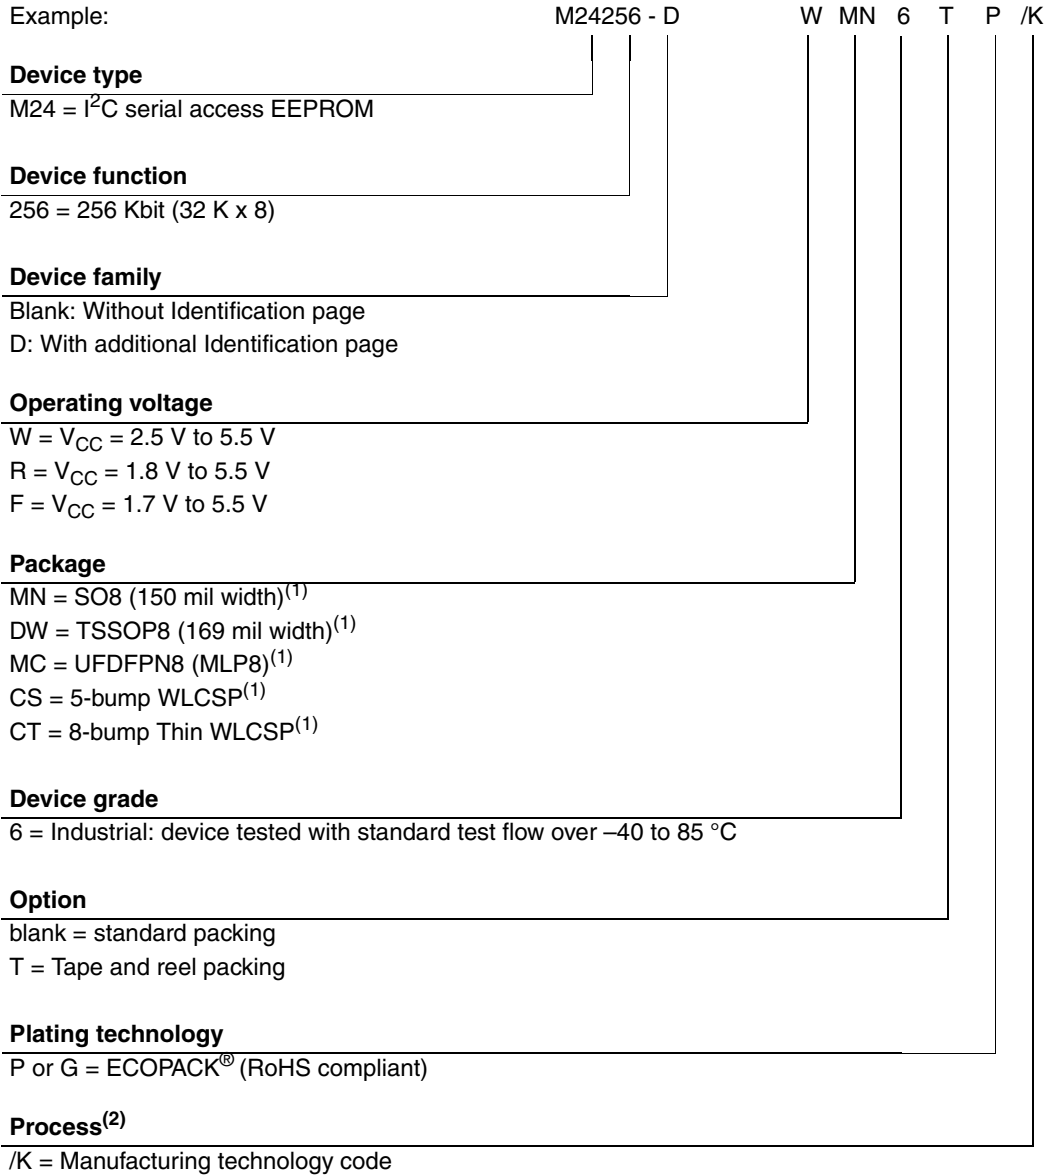 Example: M24256 - D W MN 6 T P /K
Device type
M24 = I²C serial access EEPROM
Device function
256 = 256 Kbit (32 K x 8)
Device family
Blank: Without Identification page
D: With additional Identification page
Operating voltage
W = VCC = 2.5 V to 5.5 V
R = VCC = 1.8 V to 5.5 V
F = VCC = 1.7 V to 5.5 V
Package
MN = SO8 (150 mil width)(1)
DW = TSSOP8 (169 mil width)(1)
MC = UFDFPN8 (MLP8)(1)
CS = 5-bump WLCSP(1)
CT = 8-bump Thin WLCSP(1)
Device grade
6 = Industrial: device tested with standard test flow over –40 to 85 °C
Option
blank = standard packing
T = Tape and reel packing
Plating technology
P or G = ECOPACK® (RoHS compliant)
Process(2)
/K = Manufacturing technology code